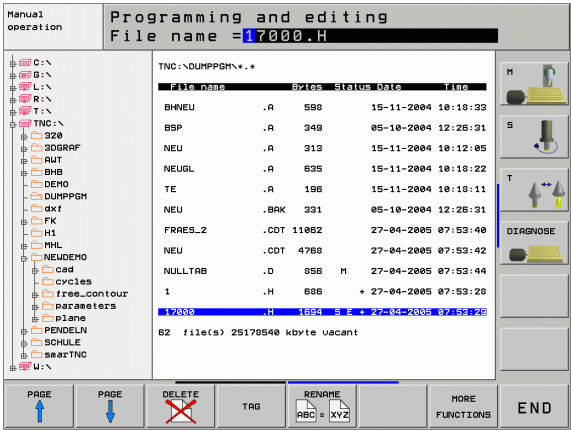 Manual
operation
Programming and editing
File name =17000.H
C:\
G:\
L:\
R:\
T:\
TNC:\
320
3DGRAF
AWT
BHB
DEMO
DUMPPGM
dxf
FK
H1
MHL
NEWDEMO
cad
cycles
free_contour
parameters
plane
PENDELN
SCHULE
smarTNC
W:\
TNC:\DUMPPGM\*.*
File name Bytes Status Date Time
BHNEU .A 598 15-11-2004 10:18:33
BSP .A 349 05-10-2004 12:26:31
NEU .A 313 15-11-2004 10:12:05
NEUGL .A 635 15-11-2004 10:18:22
TE .A 196 15-11-2004 10:18:11
NEU .BAK 331 05-10-2004 12:26:31
FRAES_2 .CDT 11062 27-04-2005 07:53:40
NEU .CDT 4768 27-04-2005 07:53:42
NULLTAB .D 856 M 27-04-2005 07:53:44
1 .H 686 + 27-04-2005 07:53:28
17000 .H 1694 S E + 27-04-2005 07:53:29
62 file(s) 25178540 kbyte vacant
M
S
T
DIAGNOSE
PAGE
PAGE
DELETE
TAG
RENAME
ABC = XYZ
MORE
FUNCTIONS
END